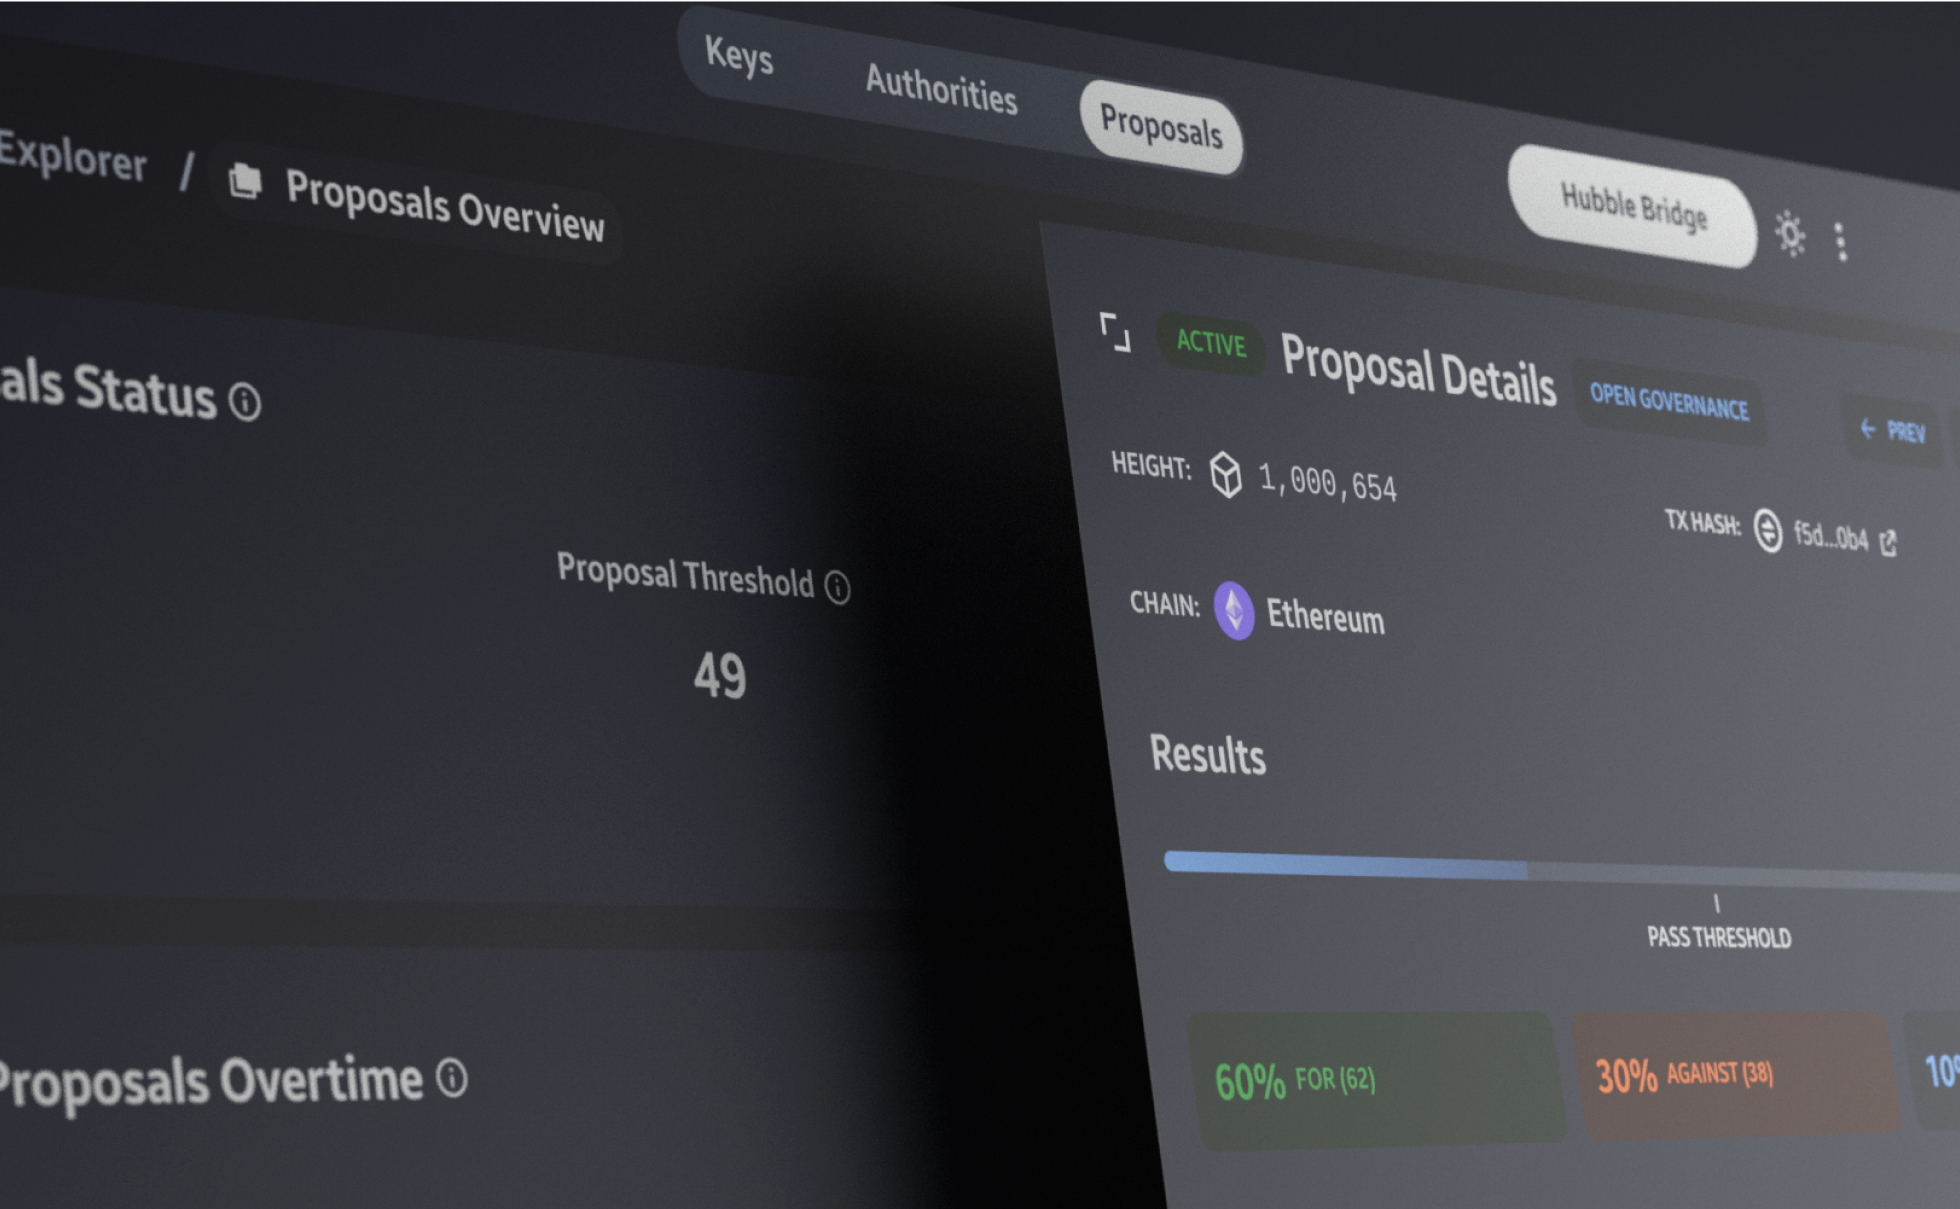 Keys
Authorities
Proposals
Hubble Bridge
Explorer / Proposals Overview
als Status
Proposal Threshold
49
Proposals Overtime
ACTIVE
Proposal Details
OPEN GOVERNANCE
← PREV
HEIGHT: 1,000,654
TX HASH: f5d...0b4
CHAIN: Ethereum
Results
PASS THRESHOLD
60% FOR (62)
30% AGAINST (38)
10%